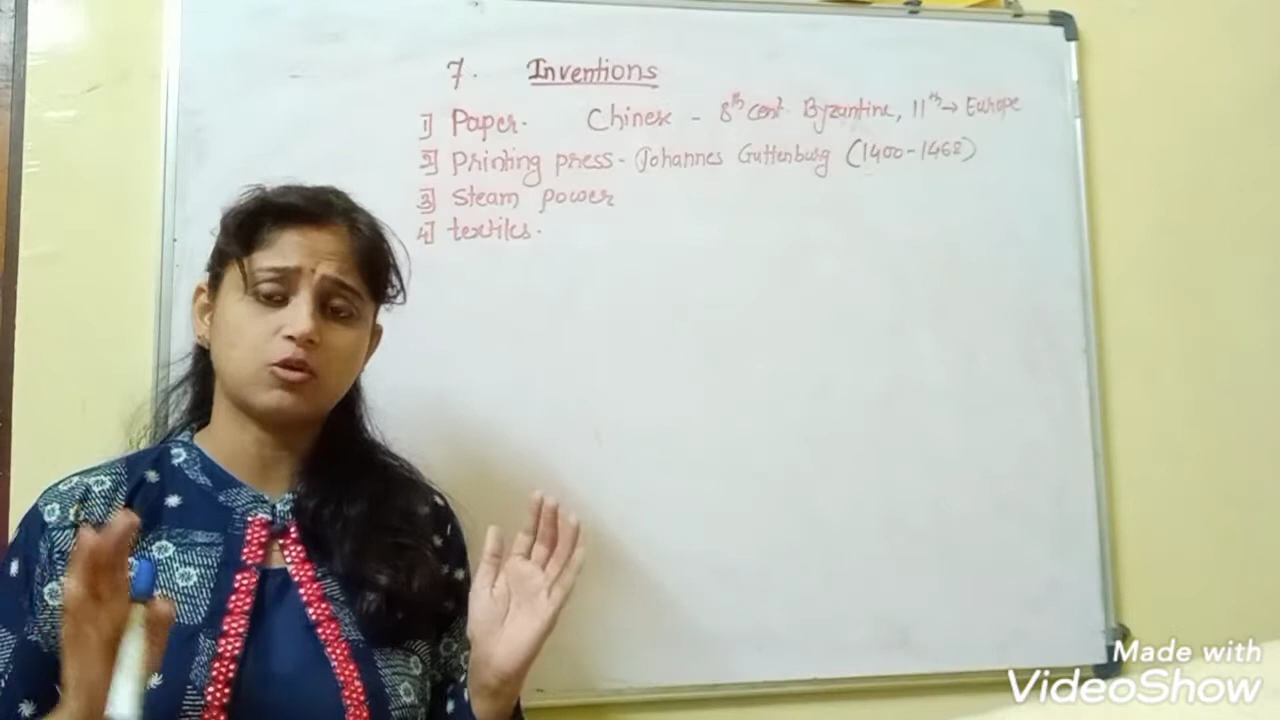 7. Inventions
1] Paper. Chinese - 8th cent. Byzantine, 11th → Europe
2] Printing press - Johannes Guttenburg (1400-1468)
3] Steam power
4] textiles.
Made with
VideoShow